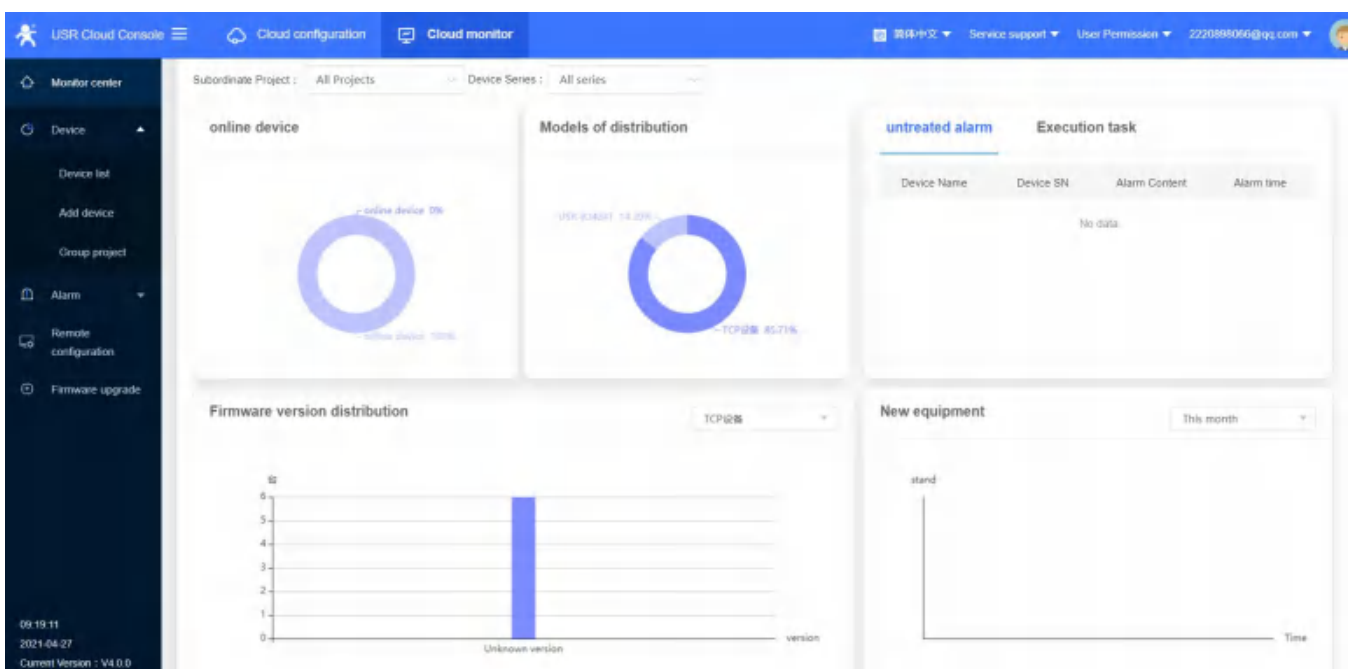 USR Cloud Console
Cloud configuration
Cloud monitor
简体中文
Service support
User Permission
2220898066@qq.com
Monitor center
Device
Device list
Add device
Group project
Alarm
Remote
configuration
Firmware upgrade
09:19:11
2021-04-27
Current Version : V4.0.0
Subordinate Project :
All Projects
Device Series :
All series
online device
online device 0%
online device 100%
Models of distribution
14.29%
TCP设备 85.71%
untreated alarm
Execution task
Device Name
Device SN
Alarm Content
Alarm time
No data
Firmware version distribution
TCP设备
台
6
5
4
3
2
1
0
Unknown version
version
New equipment
This month
stand
Time